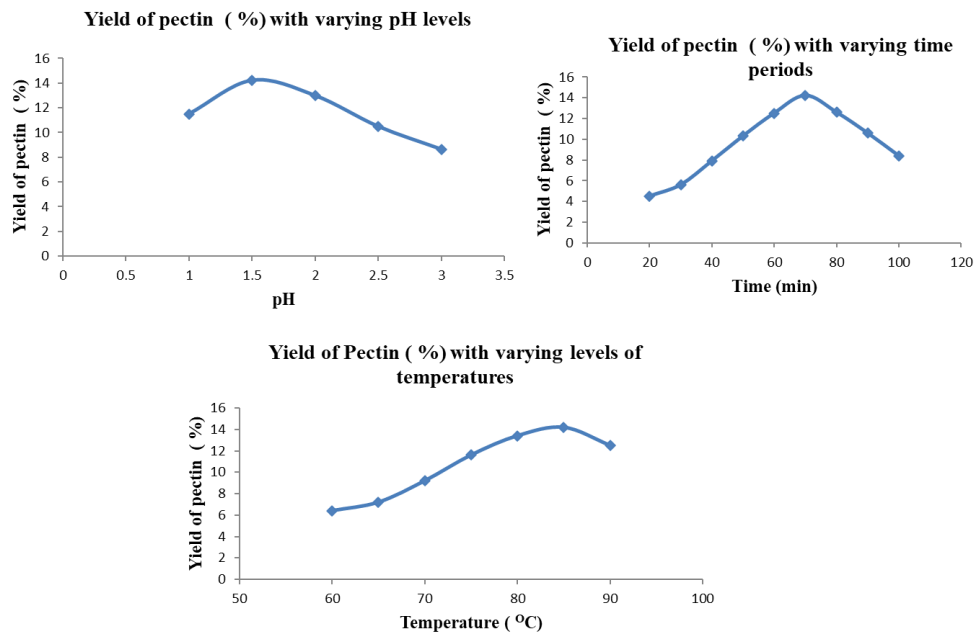 Yield of pectin ( %) with varying pH levels
Yield of pectin ( %)
16
14
12
10
8
6
4
2
0
0 0.5 1 1.5 2 2.5 3 3.5
pH
Yield of pectin ( %) with varying time
periods
Yield of pectin ( %)
16
14
12
10
8
6
4
2
0
0 20 40 60 80 100 120
Time (min)
Yield of Pectin ( %) with varying levels of
temperatures
Yield of pectin ( %)
16
14
12
10
8
6
4
2
0
50 60 70 80 90 100
Temperature ( ᴼC)